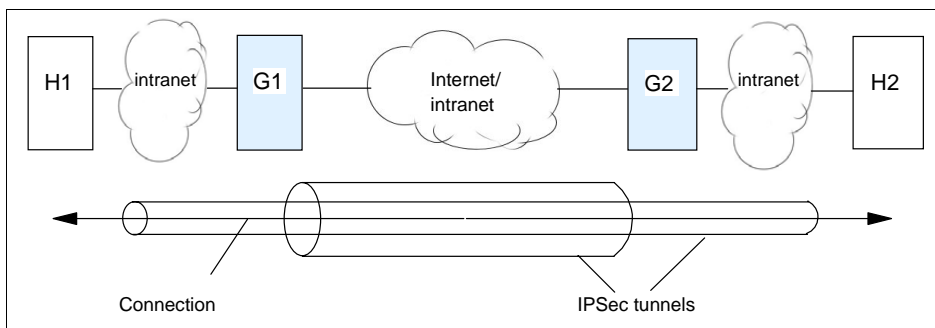 H1
intranet
G1
Internet/
intranet
G2
intranet
H2
Connection
IPSec tunnels